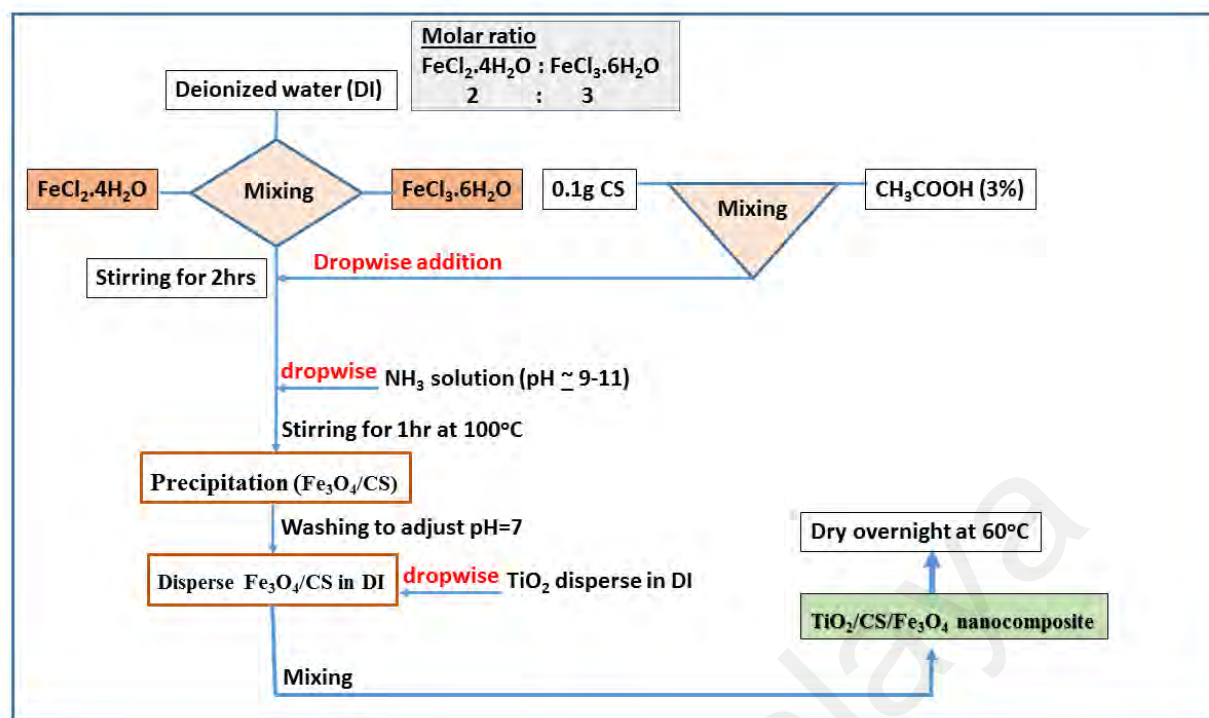 Molar ratio
FeCl₂.4H₂O : FeCl₃.6H₂O
2 : 3
Deionized water (DI)
FeCl₂.4H₂O
Mixing
FeCl₃.6H₂O
0.1g CS
Mixing
CH₃COOH (3%)
Dropwise addition
Stirring for 2hrs
dropwise NH₃ solution (pH ~ 9-11)
Stirring for 1hr at 100°C
Precipitation (Fe₃O₄/CS)
Washing to adjust pH=7
Dry overnight at 60°C
Disperse Fe₃O₄/CS in DI
dropwise TiO₂ disperse in DI
TiO₂/CS/Fe₃O₄ nanocomposite
Mixing
laya